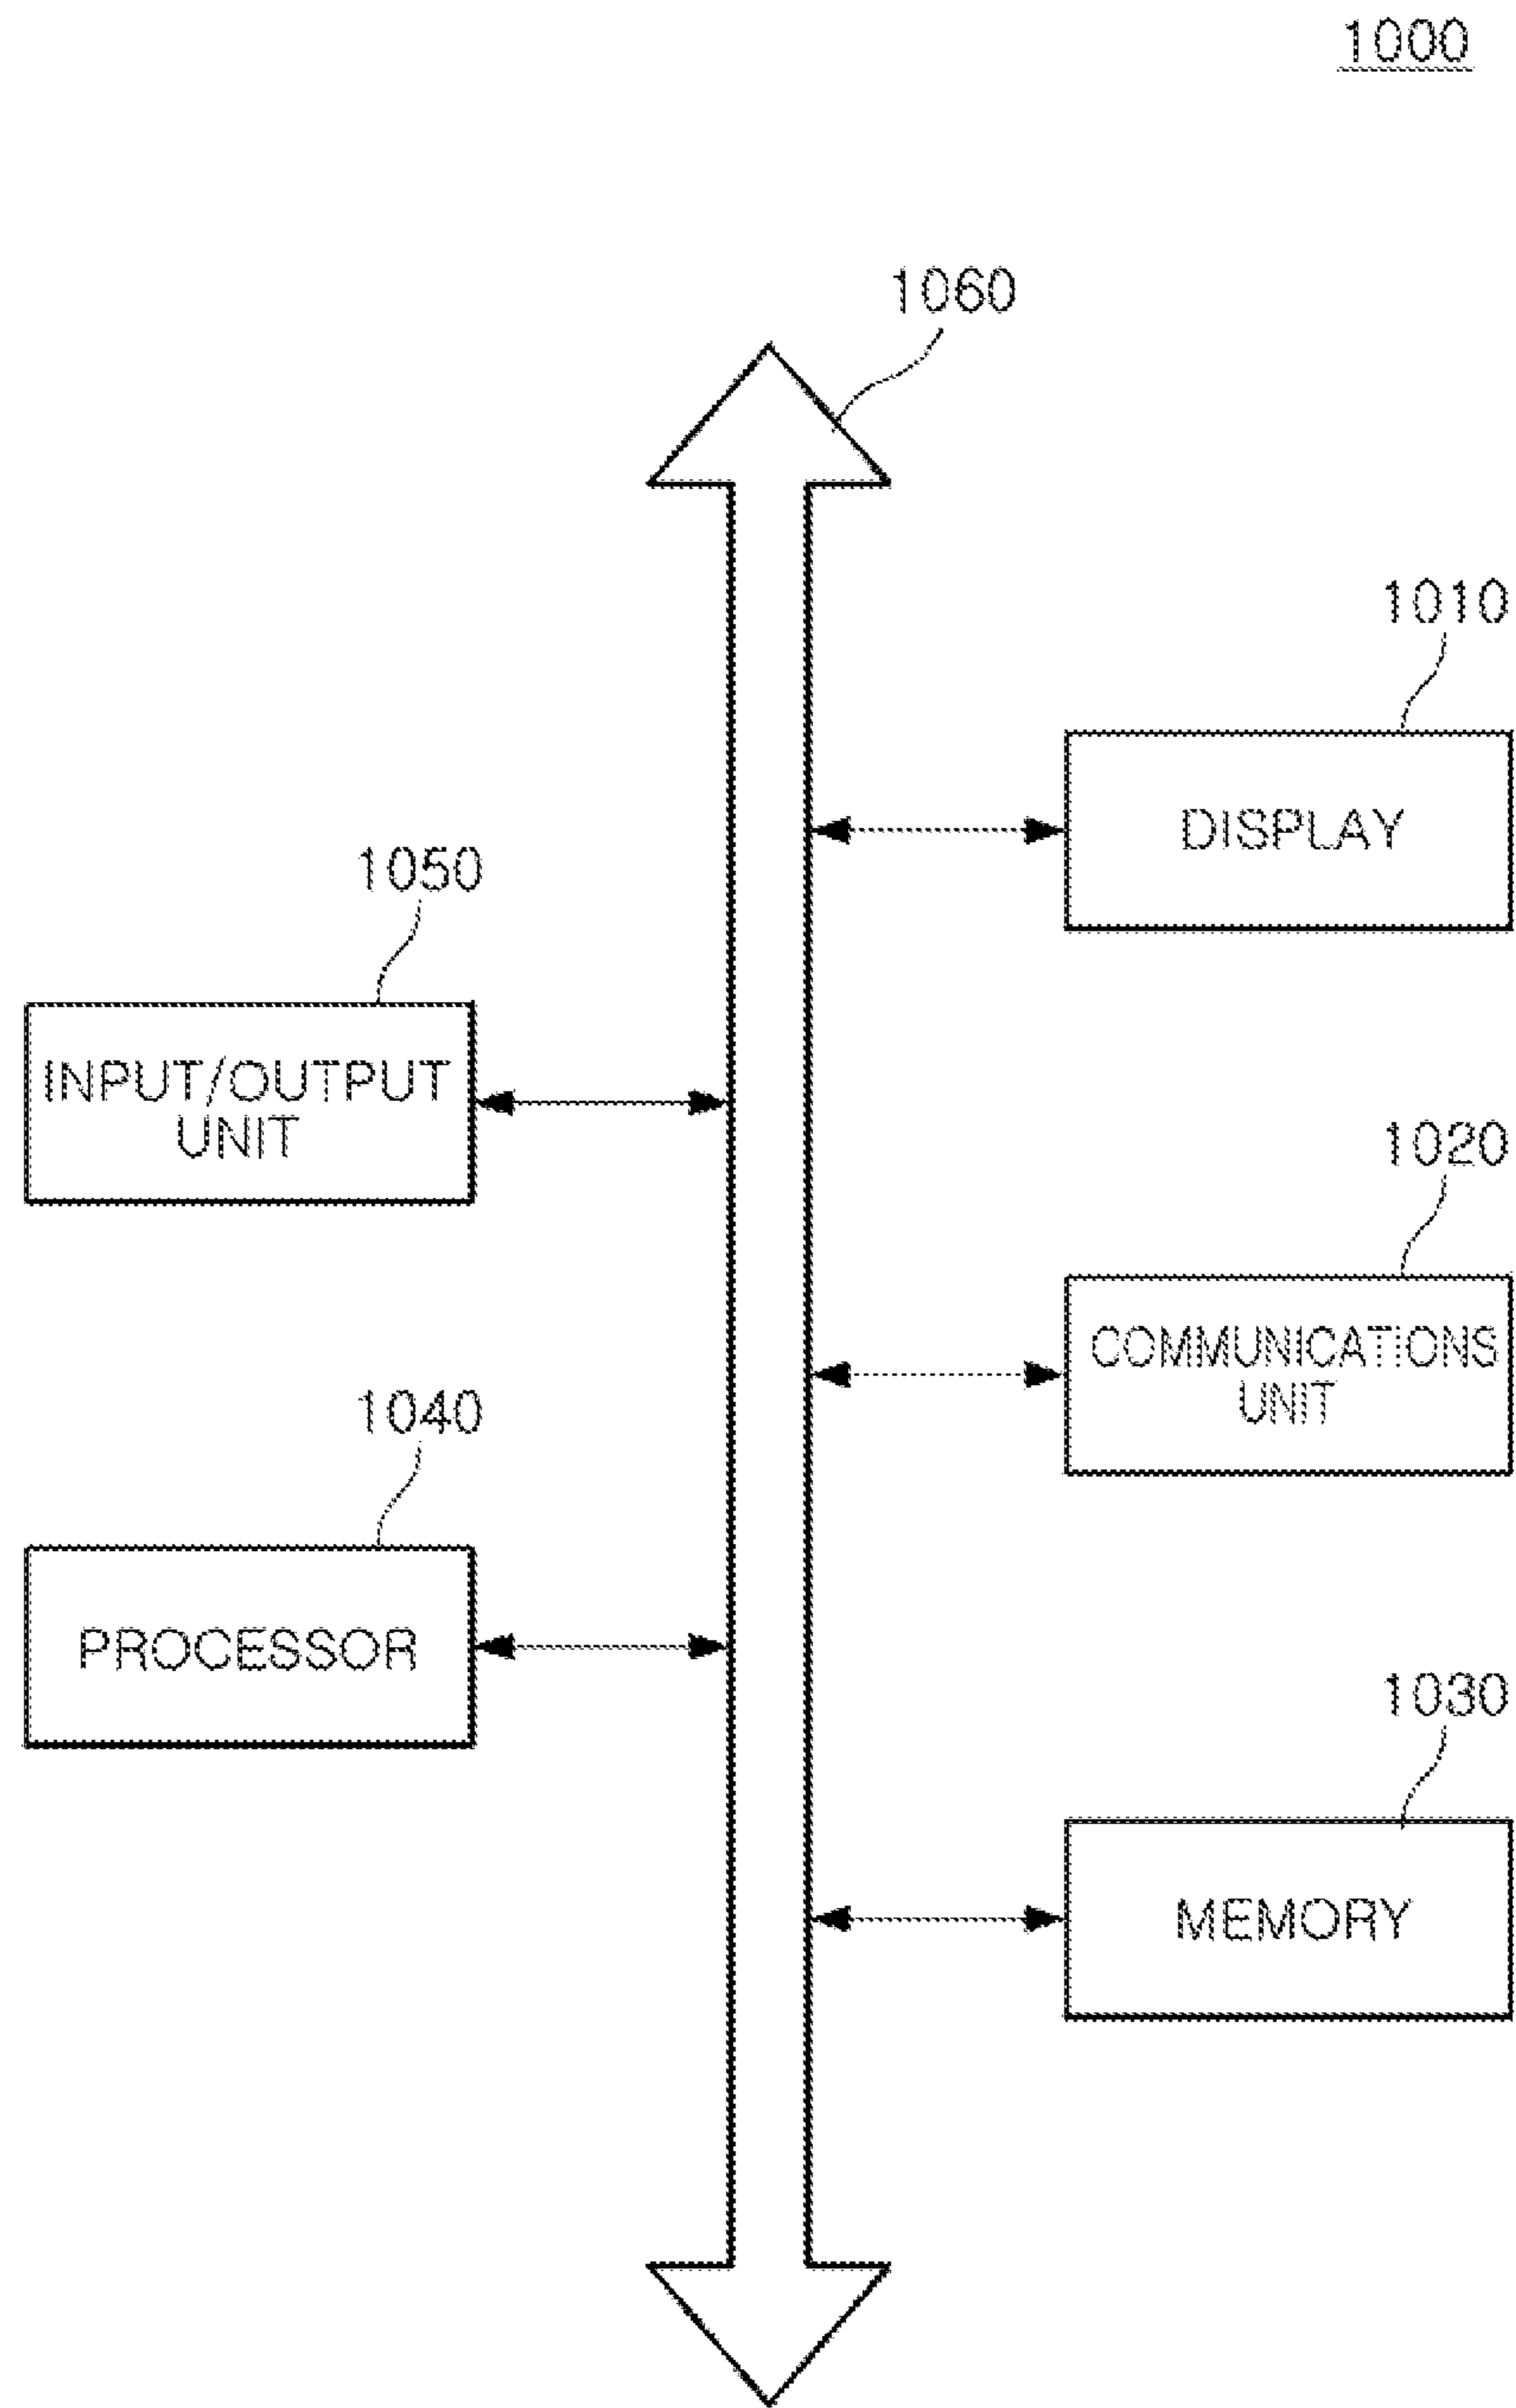 1000
1060
1010
DISPLAY
1050
INPUT/OUTPUT
UNIT
1020
COMMUNICATIONS
UNIT
1040
PROCESSOR
1030
MEMORY